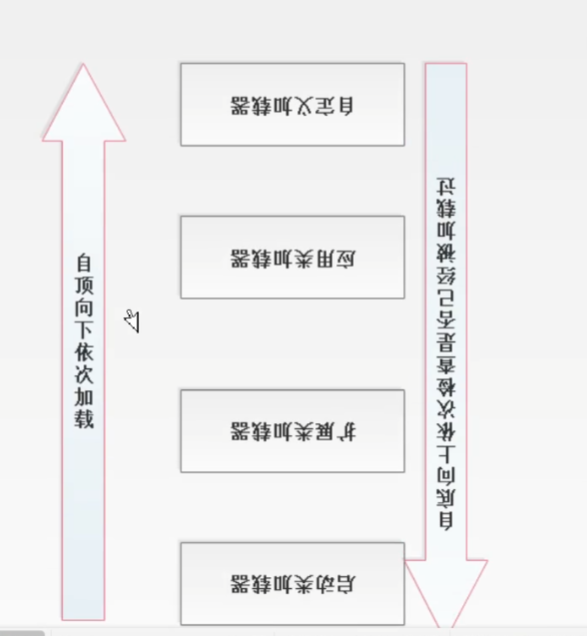 自定义加载器
应用类加载器
扩展类加载器
启动类加载器
自顶向下依次加载
自底向上依次检查是否已经被加载过